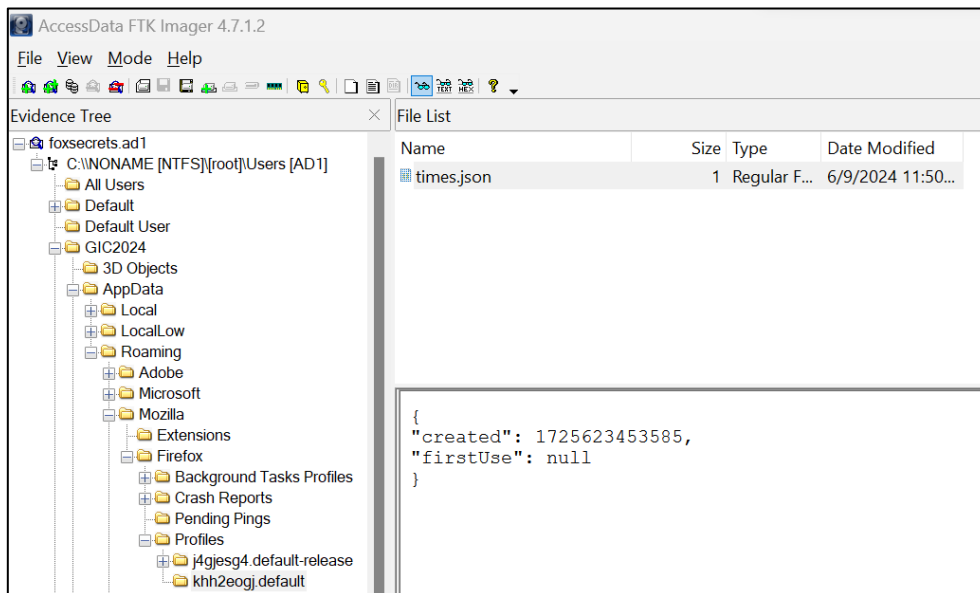 AccessData FTK Imager 4.7.1.2
File View Mode Help
Evidence Tree
foxsecrets.ad1
C:\\NONAME [NTFS]\[root]\Users [AD1]
All Users
Default
Default User
GIC2024
3D Objects
AppData
Local
LocalLow
Roaming
Adobe
Microsoft
Mozilla
Extensions
Firefox
Background Tasks Profiles
Crash Reports
Pending Pings
Profiles
j4gjesg4.default-release
khh2eogj.default
File List
Name Size Type Date Modified
times.json 1 Regular F... 6/9/2024 11:50...
{
"created": 1725623453585,
"firstUse": null
}